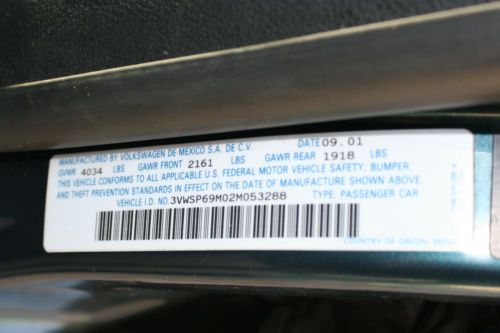 MANUFACTURED BY VOLKSWAGEN DE MEXICO S.A. DE C.V. DATE 09.01
GVWR 4034 LBS GAWR FRONT 2161 LBS GAWR REAR 1918 LBS
THIS VEHICLE CONFORMS TO ALL APPLICABLE U.S. FEDERAL MOTOR VEHICLE SAFETY, BUMPER,
AND THEFT PREVENTION STANDARDS IN EFFECT ON THE DATE OF MANUFACTURE SHOWN ABOVE.
VEHICLE I.D. NO. 3VWSP69M02M053288 TYPE: PASSENGER CAR
COUNTRY OF ORIGIN: